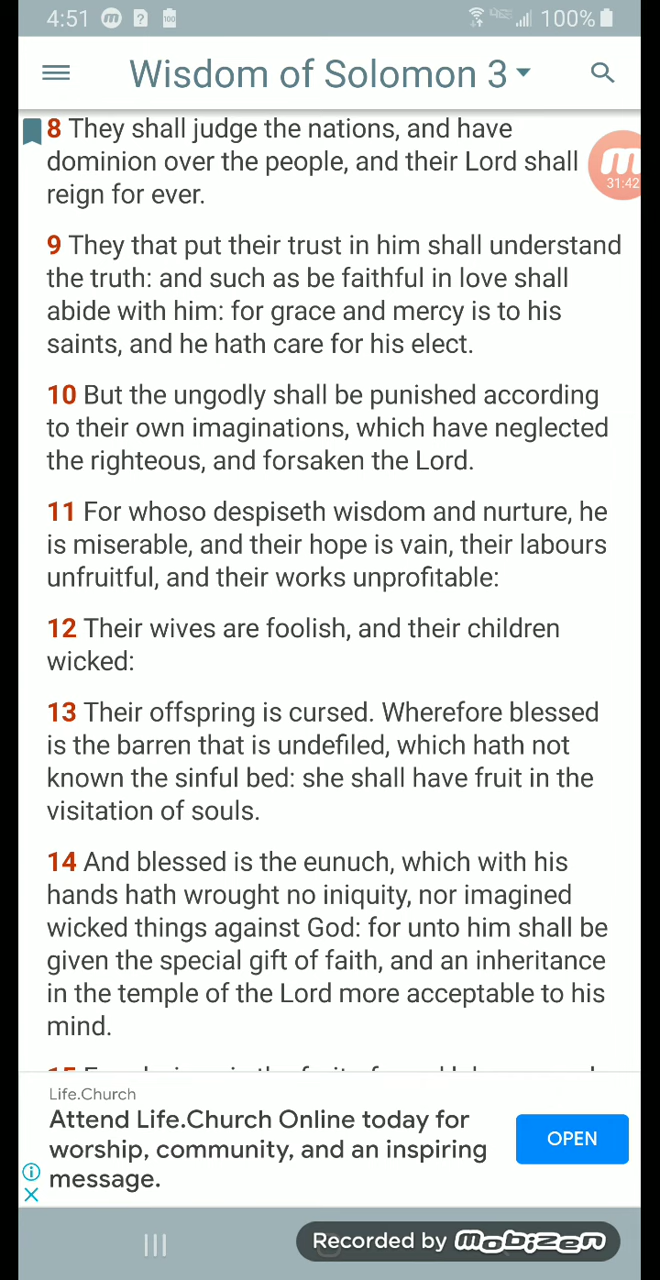 4:51 m ? 100 100%
Wisdom of Solomon 3
8 They shall judge the nations, and have
dominion over the people, and their Lord shall
reign for ever.
m
31:42
9 They that put their trust in him shall understand
the truth: and such as be faithful in love shall
abide with him: for grace and mercy is to his
saints, and he hath care for his elect.
10 But the ungodly shall be punished according
to their own imaginations, which have neglected
the righteous, and forsaken the Lord.
11 For whoso despiseth wisdom and nurture, he
is miserable, and their hope is vain, their labours
unfruitful, and their works unprofitable:
12 Their wives are foolish, and their children
wicked:
13 Their offspring is cursed. Wherefore blessed
is the barren that is undefiled, which hath not
known the sinful bed: she shall have fruit in the
visitation of souls.
14 And blessed is the eunuch, which with his
hands hath wrought no iniquity, nor imagined
wicked things against God: for unto him shall be
given the special gift of faith, and an inheritance
in the temple of the Lord more acceptable to his
mind.
Life.Church
Attend Life.Church Online today for
worship, community, and an inspiring
message.
OPEN
Recorded by mobizen